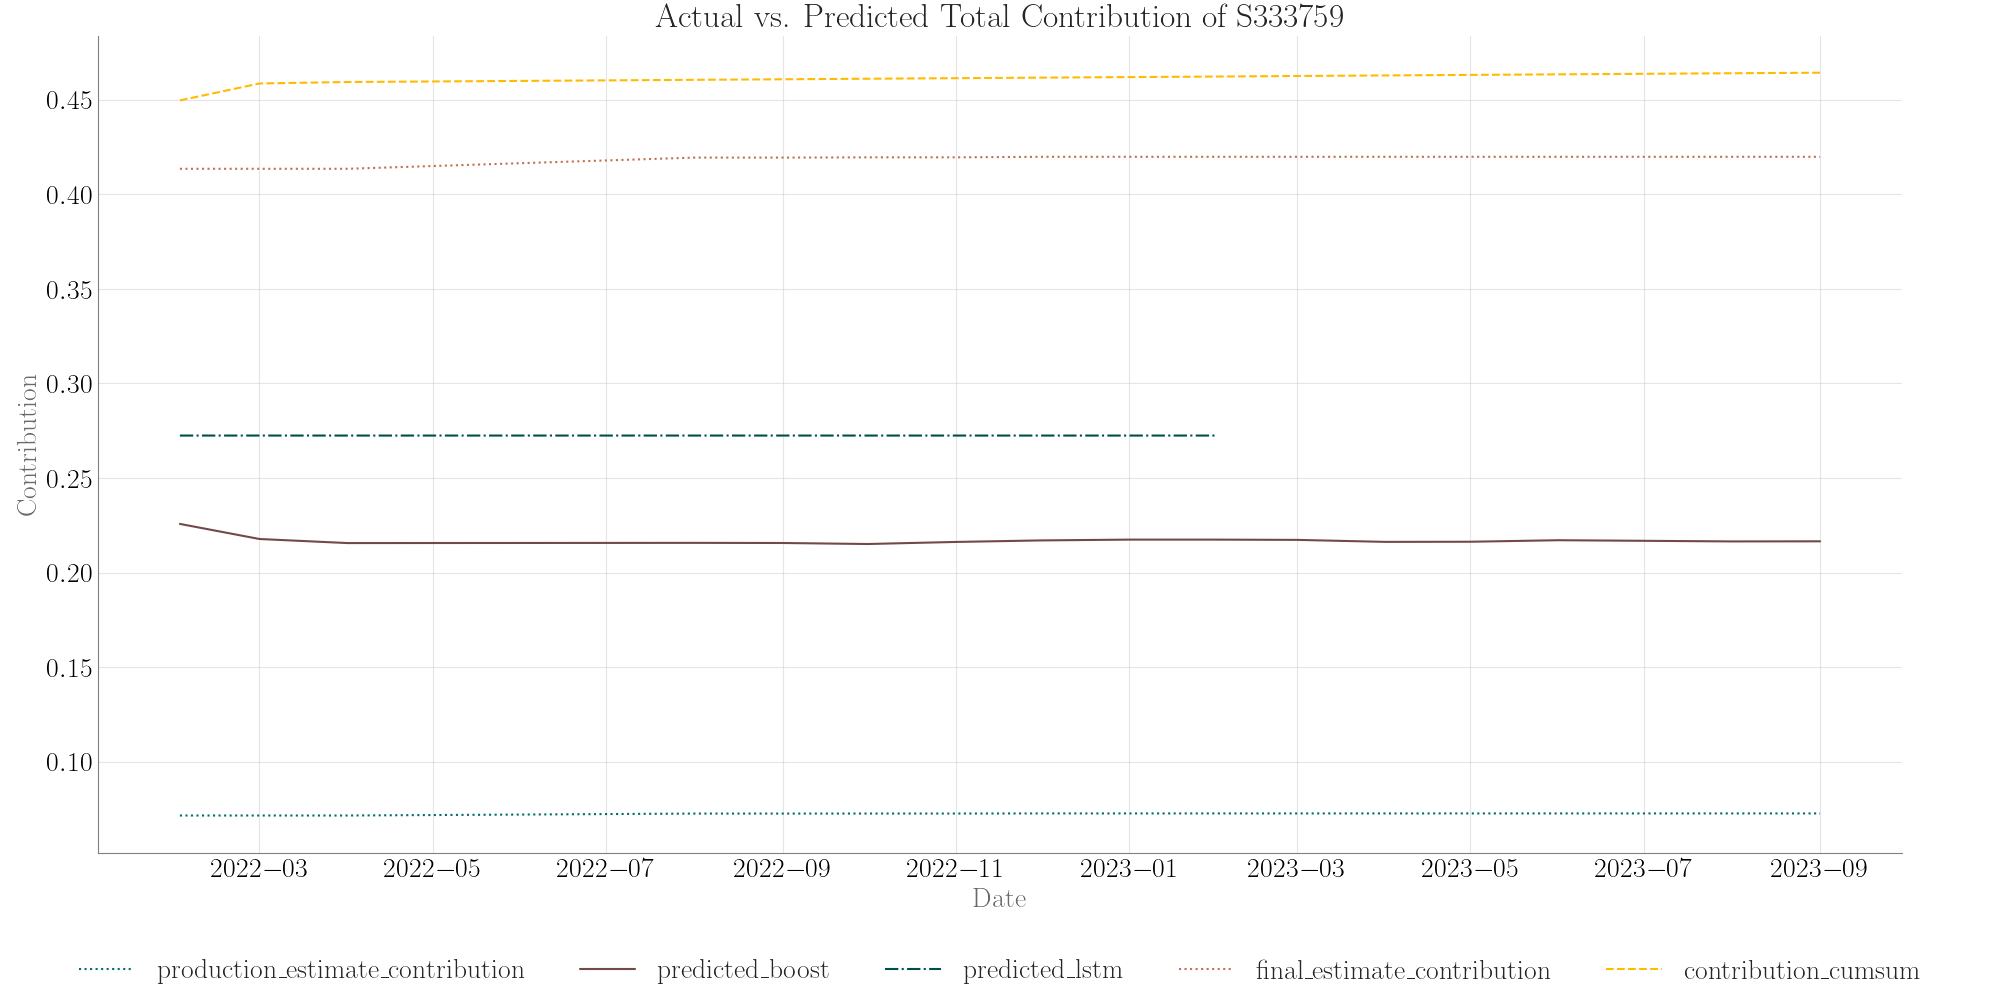 Actual vs. Predicted Total Contribution of S333759
Contribution
0.45
0.40
0.35
0.30
0.25
0.20
0.15
0.10
2022−03 2022−05 2022−07 2022−09 2022−11 2023−01 2023−03 2023−05 2023−07 2023−09
Date
production_estimate_contribution predicted_boost predicted_lstm final_estimate_contribution contribution_cumsum